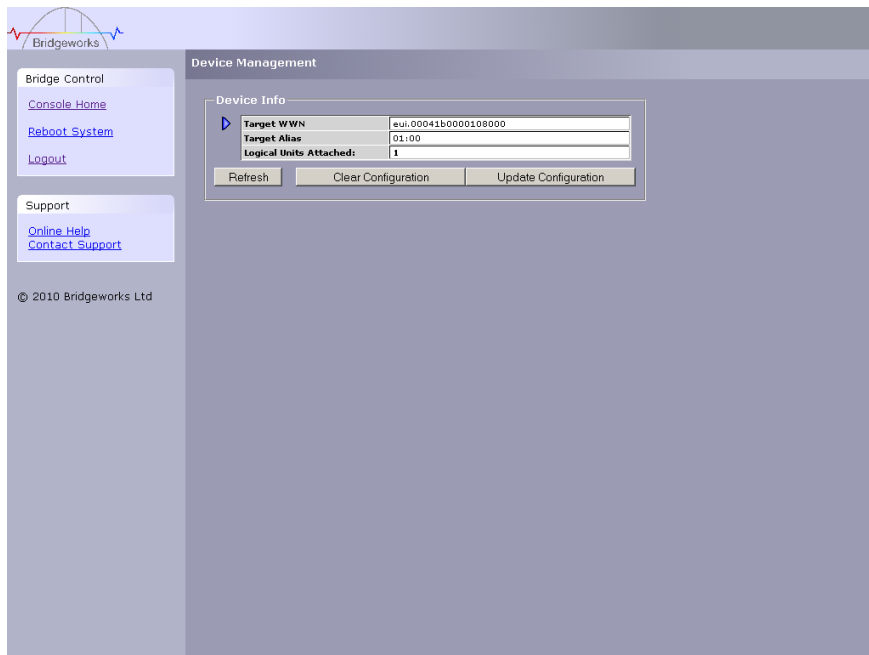 Bridgeworks
Device Management
Bridge Control
Console Home
Reboot System
Logout
Support
Online Help
Contact Support
© 2010 Bridgeworks Ltd
Device Info
Target WWN eui.00041b0000108000
Target Alias 01:00
Logical Units Attached: 1
Refresh Clear Configuration Update Configuration